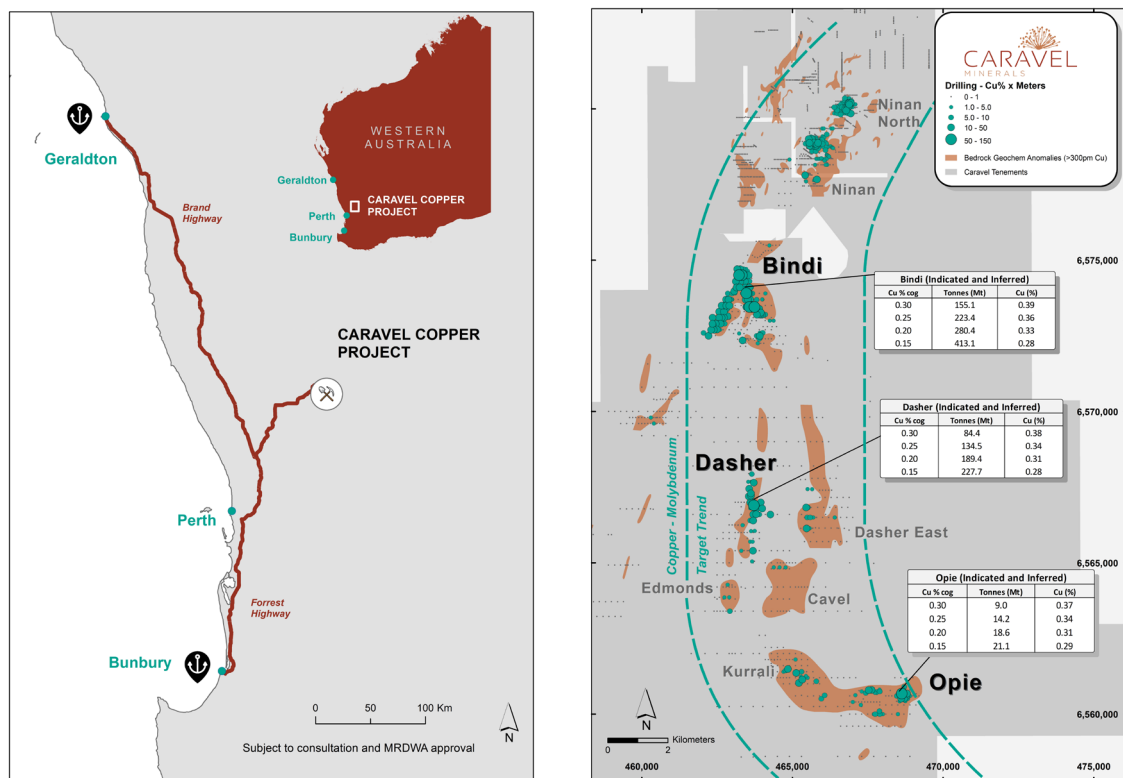 Geraldton
Brand
Highway
WESTERN
AUSTRALIA
Geraldton
CARAVEL COPPER
PROJECT
Perth
Bunbury
CARAVEL COPPER
PROJECT
Perth
Forrest
Highway
Bunbury
0 50 100 Km
N
Subject to consultation and MRDWA approval
460,000 465,000 470,000 475,000
CARAVEL
MINERALS
Drilling - Cu% x Meters
0 - 1
1.0 - 5.0
5.0 - 10
10 - 50
50 - 150
Bedrock Geochem Anomalies (>300pm Cu)
Caravel Tenements
Ninan
North
Ninan
6,575,000
Bindi
Bindi (Indicated and Inferred)
Cu % cog Tonnes (Mt) Cu (%)
0.30 155.1 0.39
0.25 223.4 0.36
0.20 280.4 0.33
0.15 413.1 0.28
6,570,000
Dasher (Indicated and Inferred)
Cu % cog Tonnes (Mt) Cu (%)
0.30 84.4 0.38
0.25 134.5 0.34
0.20 189.4 0.31
0.15 227.7 0.28
Dasher
Copper - Molybdenum
Target Trend
Dasher East
6,565,000
Edmonds
Cavel
Opie (Indicated and Inferred)
Cu % cog Tonnes (Mt) Cu (%)
0.30 9.0 0.37
0.25 14.2 0.34
0.20 18.6 0.31
0.15 21.1 0.29
Kurrali
Opie
6,560,000
N
Kilometers
0 2
460,000 465,000 470,000 475,000